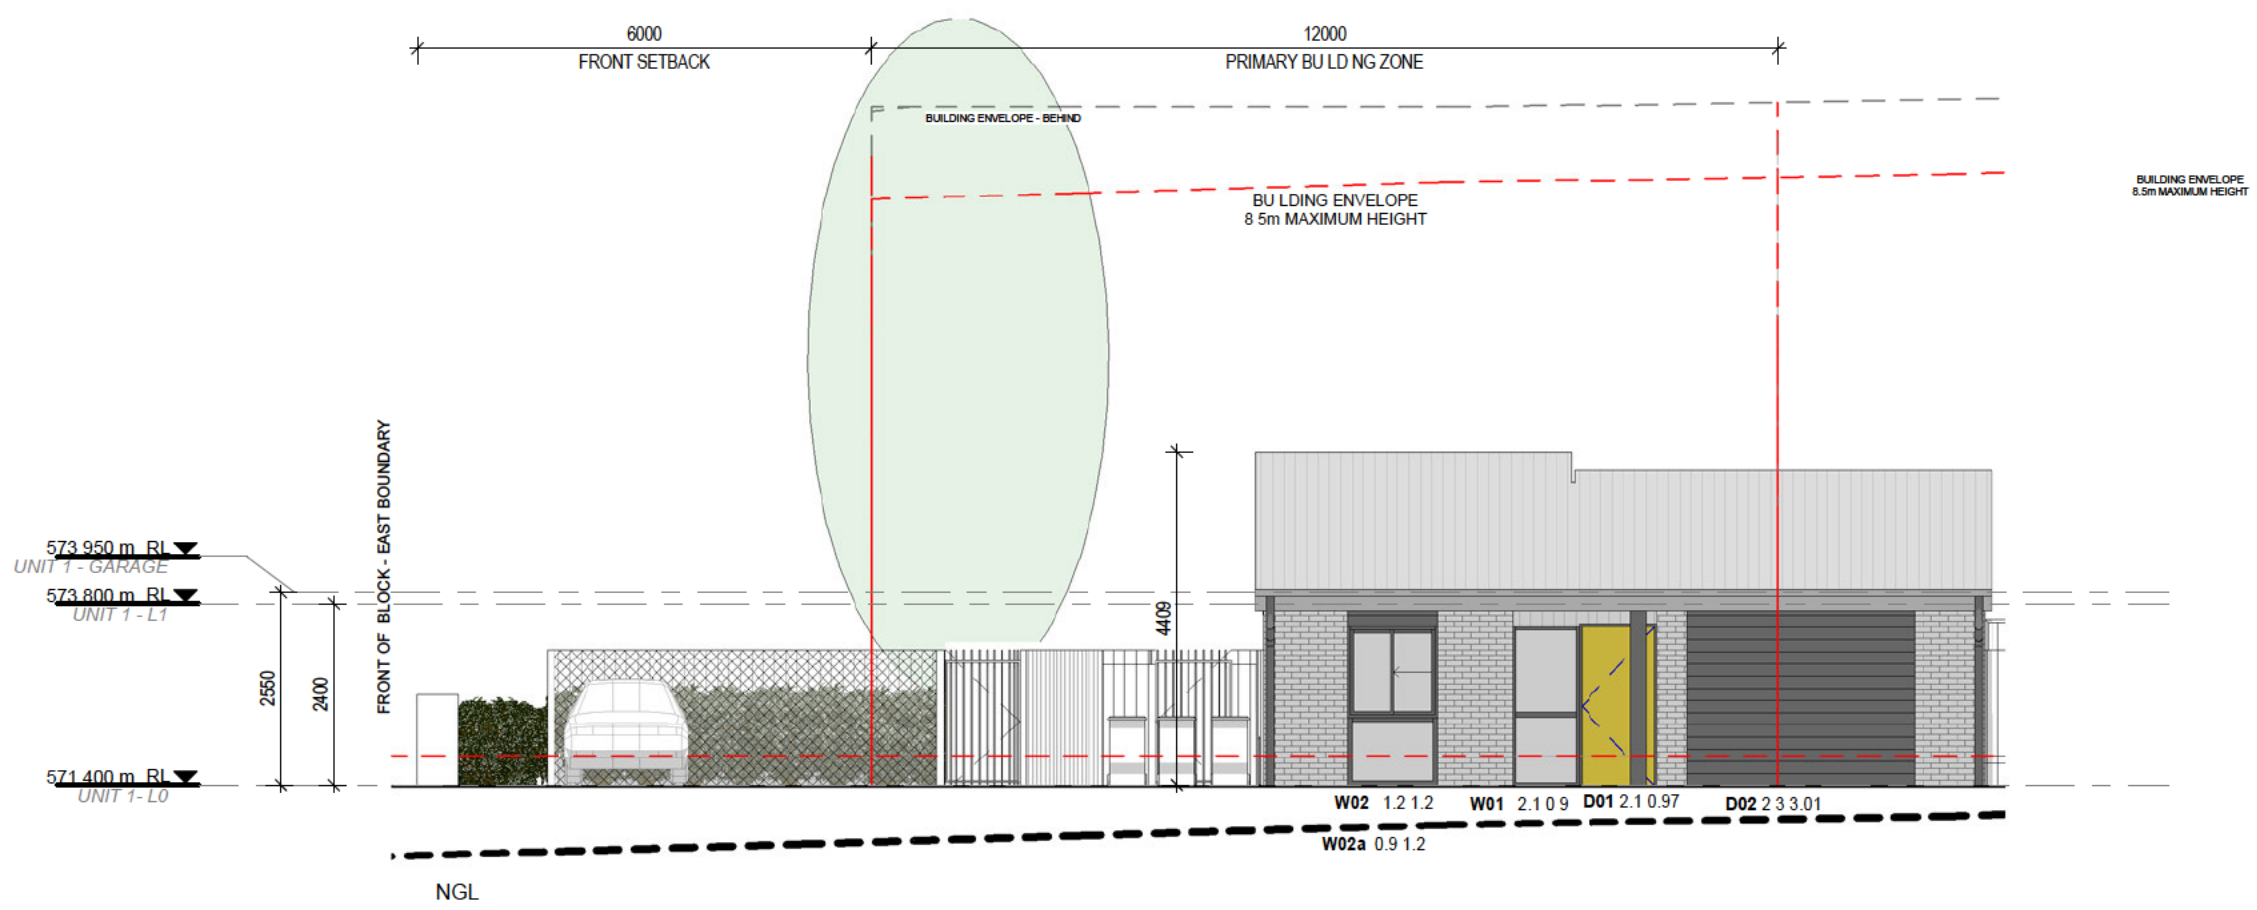 6000
FRONT SETBACK
12000
PRIMARY BU LD NG ZONE
BUILDING ENVELOPE - BEHIND
BU LDING ENVELOPE
8 5m MAXIMUM HEIGHT
BUILDING ENVELOPE
8.5m MAXIMUM HEIGHT
FRONT OF BLOCK - EAST BOUNDARY
573 950 m RL
UNIT 1 - GARAGE
573 800 m RL
UNIT 1 - L1
571 400 m RL
UNIT 1- L0
2550
2400
4409
W02 1.2 1.2
W01 2.1 0 9
D01 2.1 0.97
D02 2 3 3.01
W02a 0.9 1.2
NGL